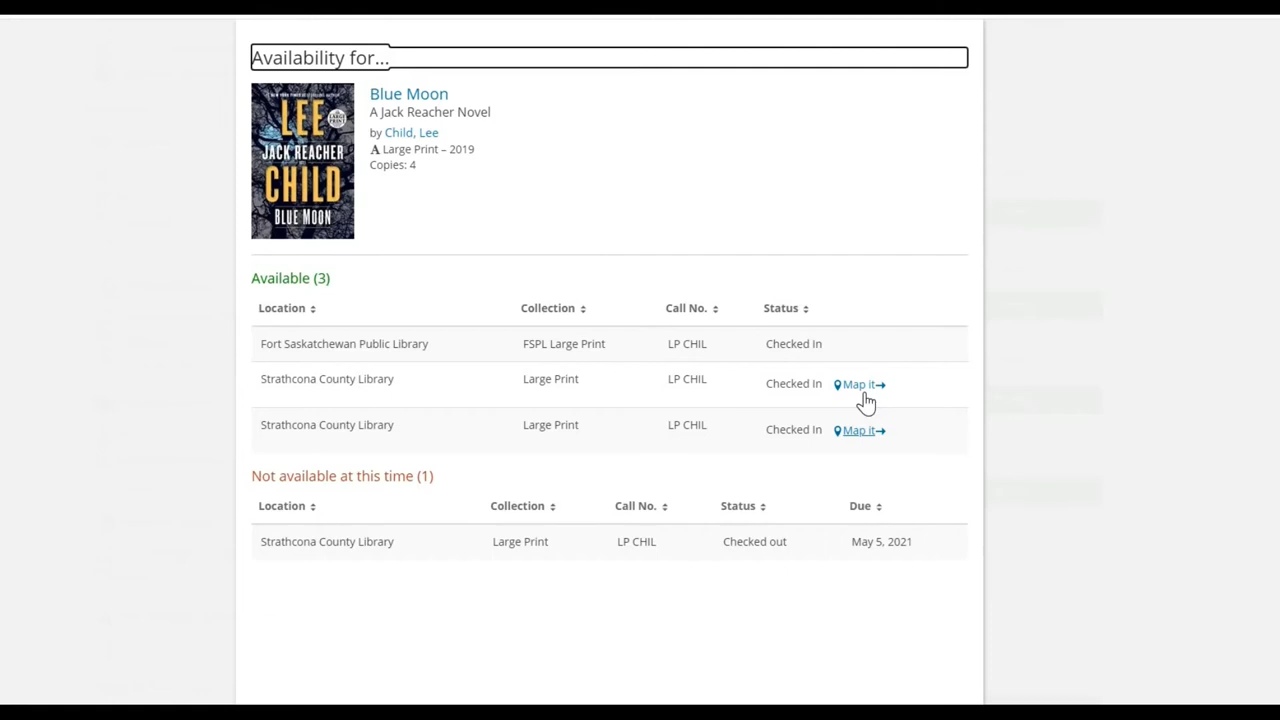 Availability for...
LEE
JACK REACHER
CHILD
BLUE MOON
Blue Moon
A Jack Reacher Novel
by Child, Lee
A Large Print – 2019
Copies: 4
Available (3)
Location Collection Call No. Status
Fort Saskatchewan Public Library FSPL Large Print LP CHIL Checked In
Strathcona County Library Large Print LP CHIL Checked In Map it→
Strathcona County Library Large Print LP CHIL Checked In Map it→
Not available at this time (1)
Location Collection Call No. Status Due
Strathcona County Library Large Print LP CHIL Checked out May 5, 2021